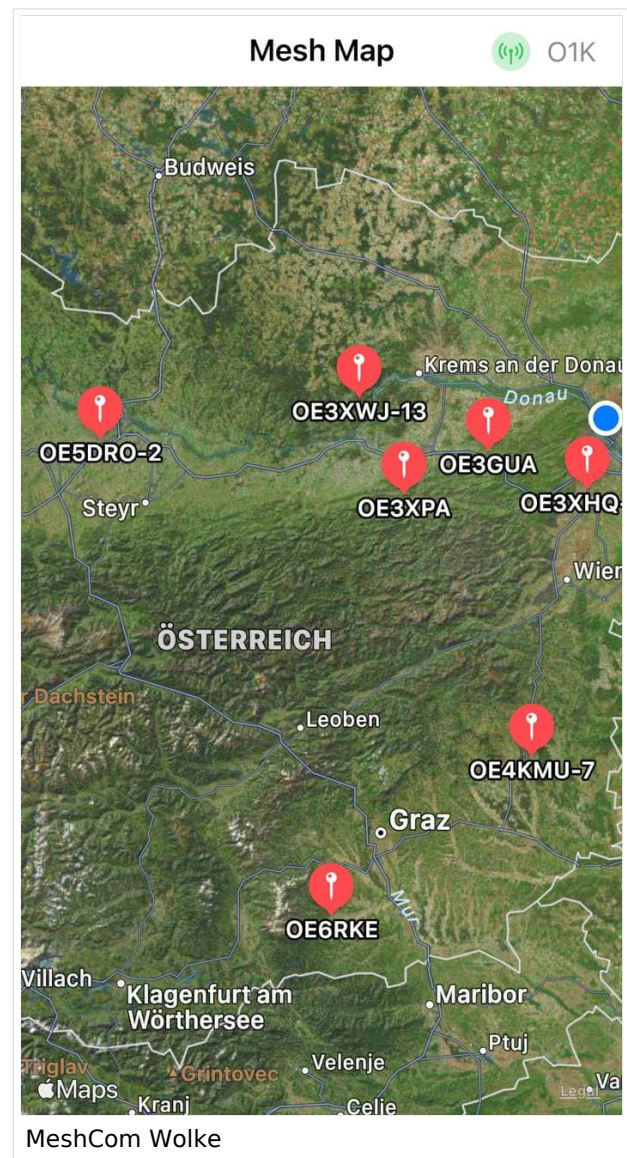 Mesh Map
O1K
Budweis
Krems an der Donau
Donau
OE3XWJ-13
OE5DRO-2
OE3GUA
OE3XPA
OE3XHQ-
Steyr
Wien
ÖSTERREICH
r Dachstein
Leoben
OE4KMU-7
Graz
OE6RKE
Mur
Villach
Klagenfurt am
Wörthersee
Maribor
Ptuj
Triglav
Grintovec
Velenje
Va
Maps
Legal
Kranj
Celje
MeshCom Wolke